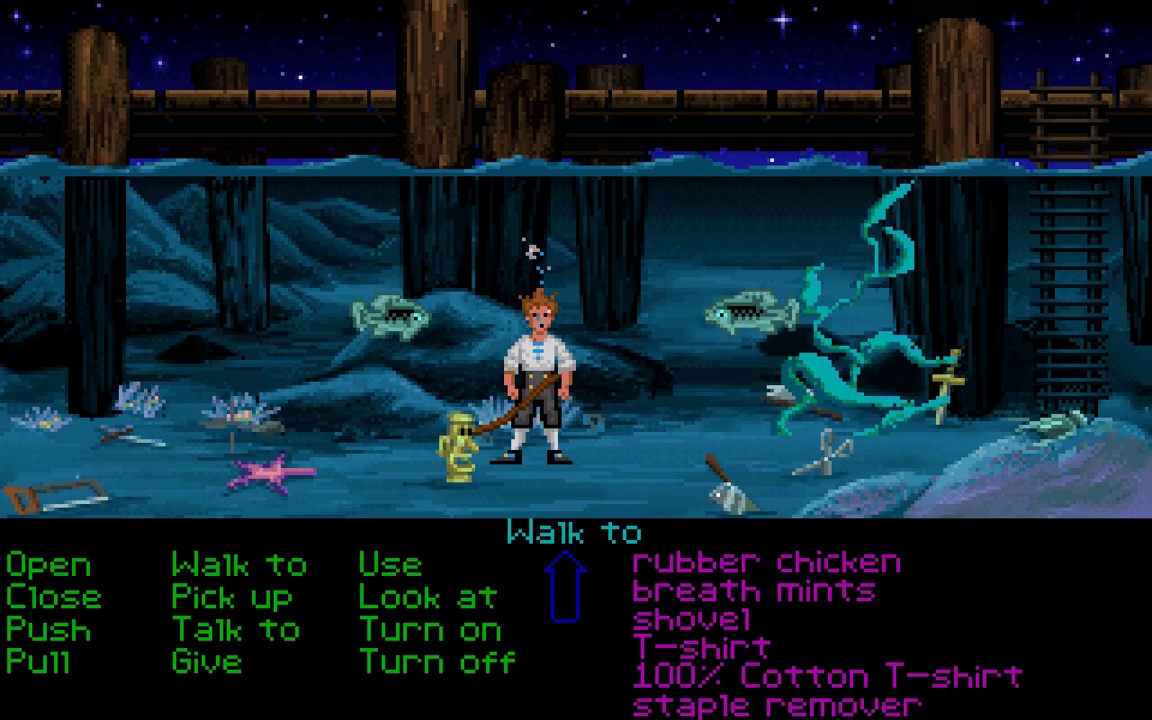 Walk to
Open Walk to Use
Close Pick up Look at
Push Talk to Turn on
Pull Give Turn off
rubber chicken
breath mints
shovel
T-shirt
100% Cotton T-shirt
staple remover